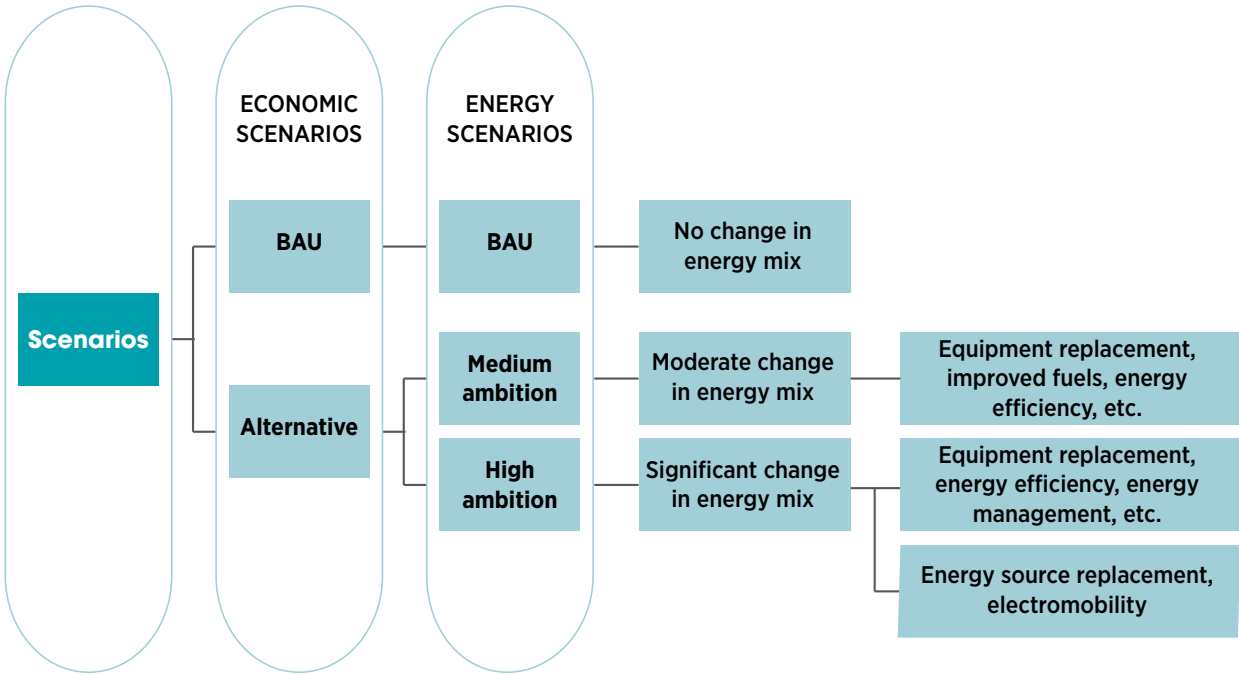 ECONOMIC
SCENARIOS
ENERGY
SCENARIOS
BAU
BAU
No change in
energy mix
Scenarios
Medium
ambition
Moderate change
in energy mix
Equipment replacement,
improved fuels, energy
efficiency, etc.
Alternative
High
ambition
Significant change
in energy mix
Equipment replacement,
energy efficiency, energy
management, etc.
Energy source replacement,
electromobility